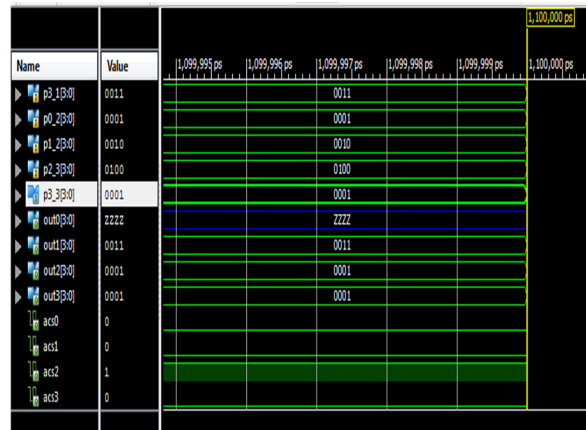 1,100,000 ps
Name Value 1,099,995 ps 1,099,996 ps 1,099,997 ps 1,099,998 ps 1,099,999 ps 1,100,000 ps
p3_1[3:0] 0011 0011
p0_2[3:0] 0001 0001
p1_2[3:0] 0010 0010
p2_3[3:0] 0100 0100
p3_3[3:0] 0001 0001
out0[3:0] ZZZZ ZZZZ
out1[3:0] 0011 0011
out2[3:0] 0001 0001
out3[3:0] 0001 0001
acs0 0
acs1 0
acs2 1
acs3 0